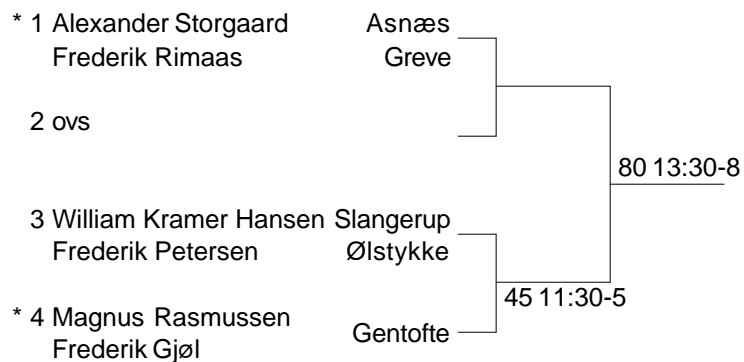 * 1 Alexander Storgaard Asnæs
Frederik Rimaas Greve
2 ovs
80 13:30-8
3 William Kramer Hansen Slangerup
Frederik Petersen Ølstykke
45 11:30-5
* 4 Magnus Rasmussen
Gentofte
Frederik Gjøl